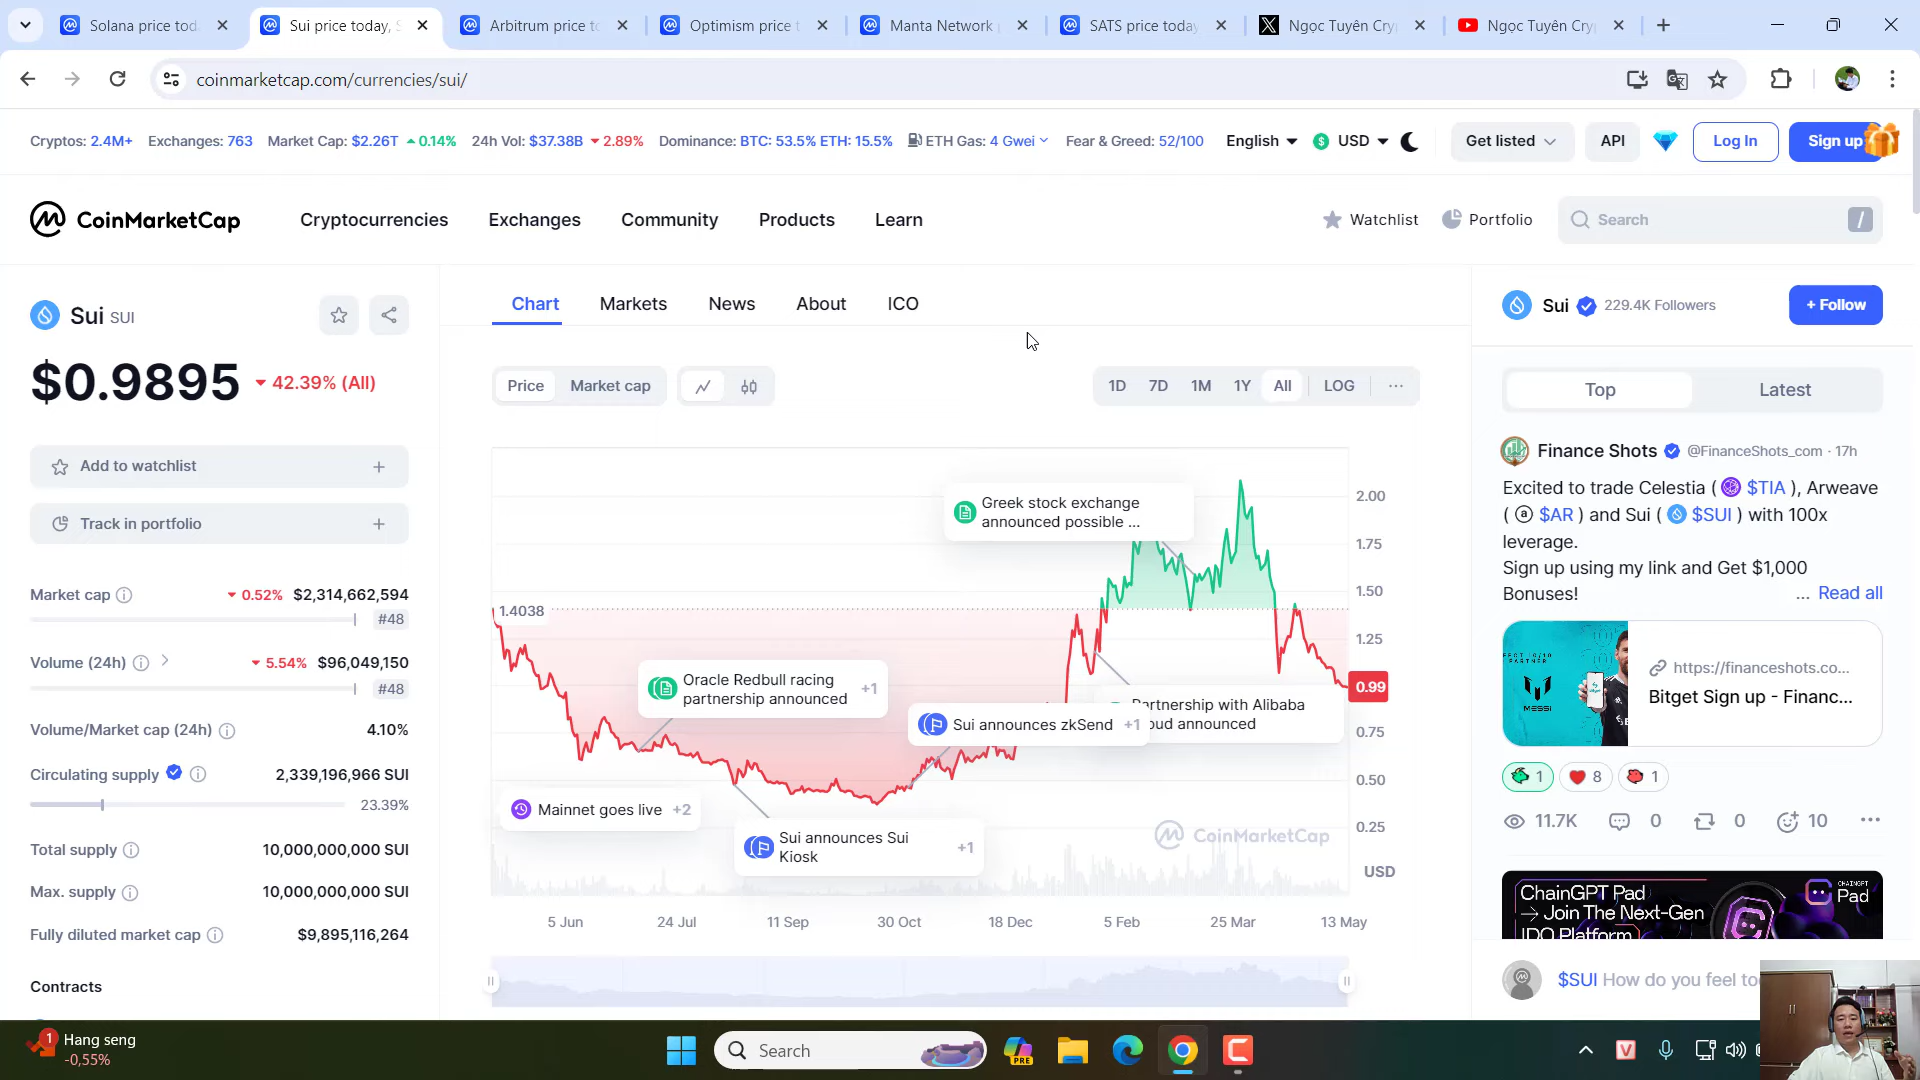 Solana price tod
Sui price today, S
Arbitrum price to
Optimism price t
Manta Network p
SATS price today
Ngọc Tuyên Cry
Ngọc Tuyên Cry
coinmarketcap.com/currencies/sui/
Cryptos: 2.4M+ Exchanges: 763 Market Cap: $2.26T 0.14% 24h Vol: $37.38B 2.89% Dominance: BTC: 53.5% ETH: 15.5% ETH Gas: 4 Gwei Fear & Greed: 52/100 English USD Get listed API Log In Sign up
CoinMarketCap Cryptocurrencies Exchanges Community Products Learn Watchlist Portfolio Search /
Sui SUI
$0.9895 42.39% (All)
Add to watchlist +
Track in portfolio +
Market cap 0.52% $2,314,662,594
#48
Volume (24h) 5.54% $96,049,150
#48
Volume/Market cap (24h) 4.10%
Circulating supply 2,339,196,966 SUI
23.39%
Total supply 10,000,000,000 SUI
Max. supply 10,000,000,000 SUI
Fully diluted market cap $9,895,116,264
Contracts
Chart Markets News About ICO
Price Market cap 1D 7D 1M 1Y All LOG ...
2.00
1.75
1.50
1.25
0.99
0.75
0.50
0.25
USD
1.4038
Greek stock exchange
announced possible ...
Oracle Redbull racing
partnership announced +1
Partnership with Alibaba
oud announced
Sui announces zkSend +1
Mainnet goes live +2
Sui announces Sui
Kiosk +1
CoinMarketCap
5 Jun 24 Jul 11 Sep 30 Oct 18 Dec 5 Feb 25 Mar 13 May
Sui 229.4K Followers + Follow
Top Latest
Finance Shots @FinanceShots_com · 17h
Excited to trade Celestia ( $TIA ), Arweave
( $AR ) and Sui ( $SUI ) with 100x
leverage.
Sign up using my link and Get $1,000
Bonuses! ... Read all
MESSI
https://financeshots.co...
Bitget Sign up - Financ...
1 8 1
11.7K 0 0 10 ...
ChainGPT Pad
→ Join The Next-Gen
IDO Platform
CHAINGPT
Pad
$SUI How do you feel to
1
Hang seng
-0,55%
Search
PRE
V